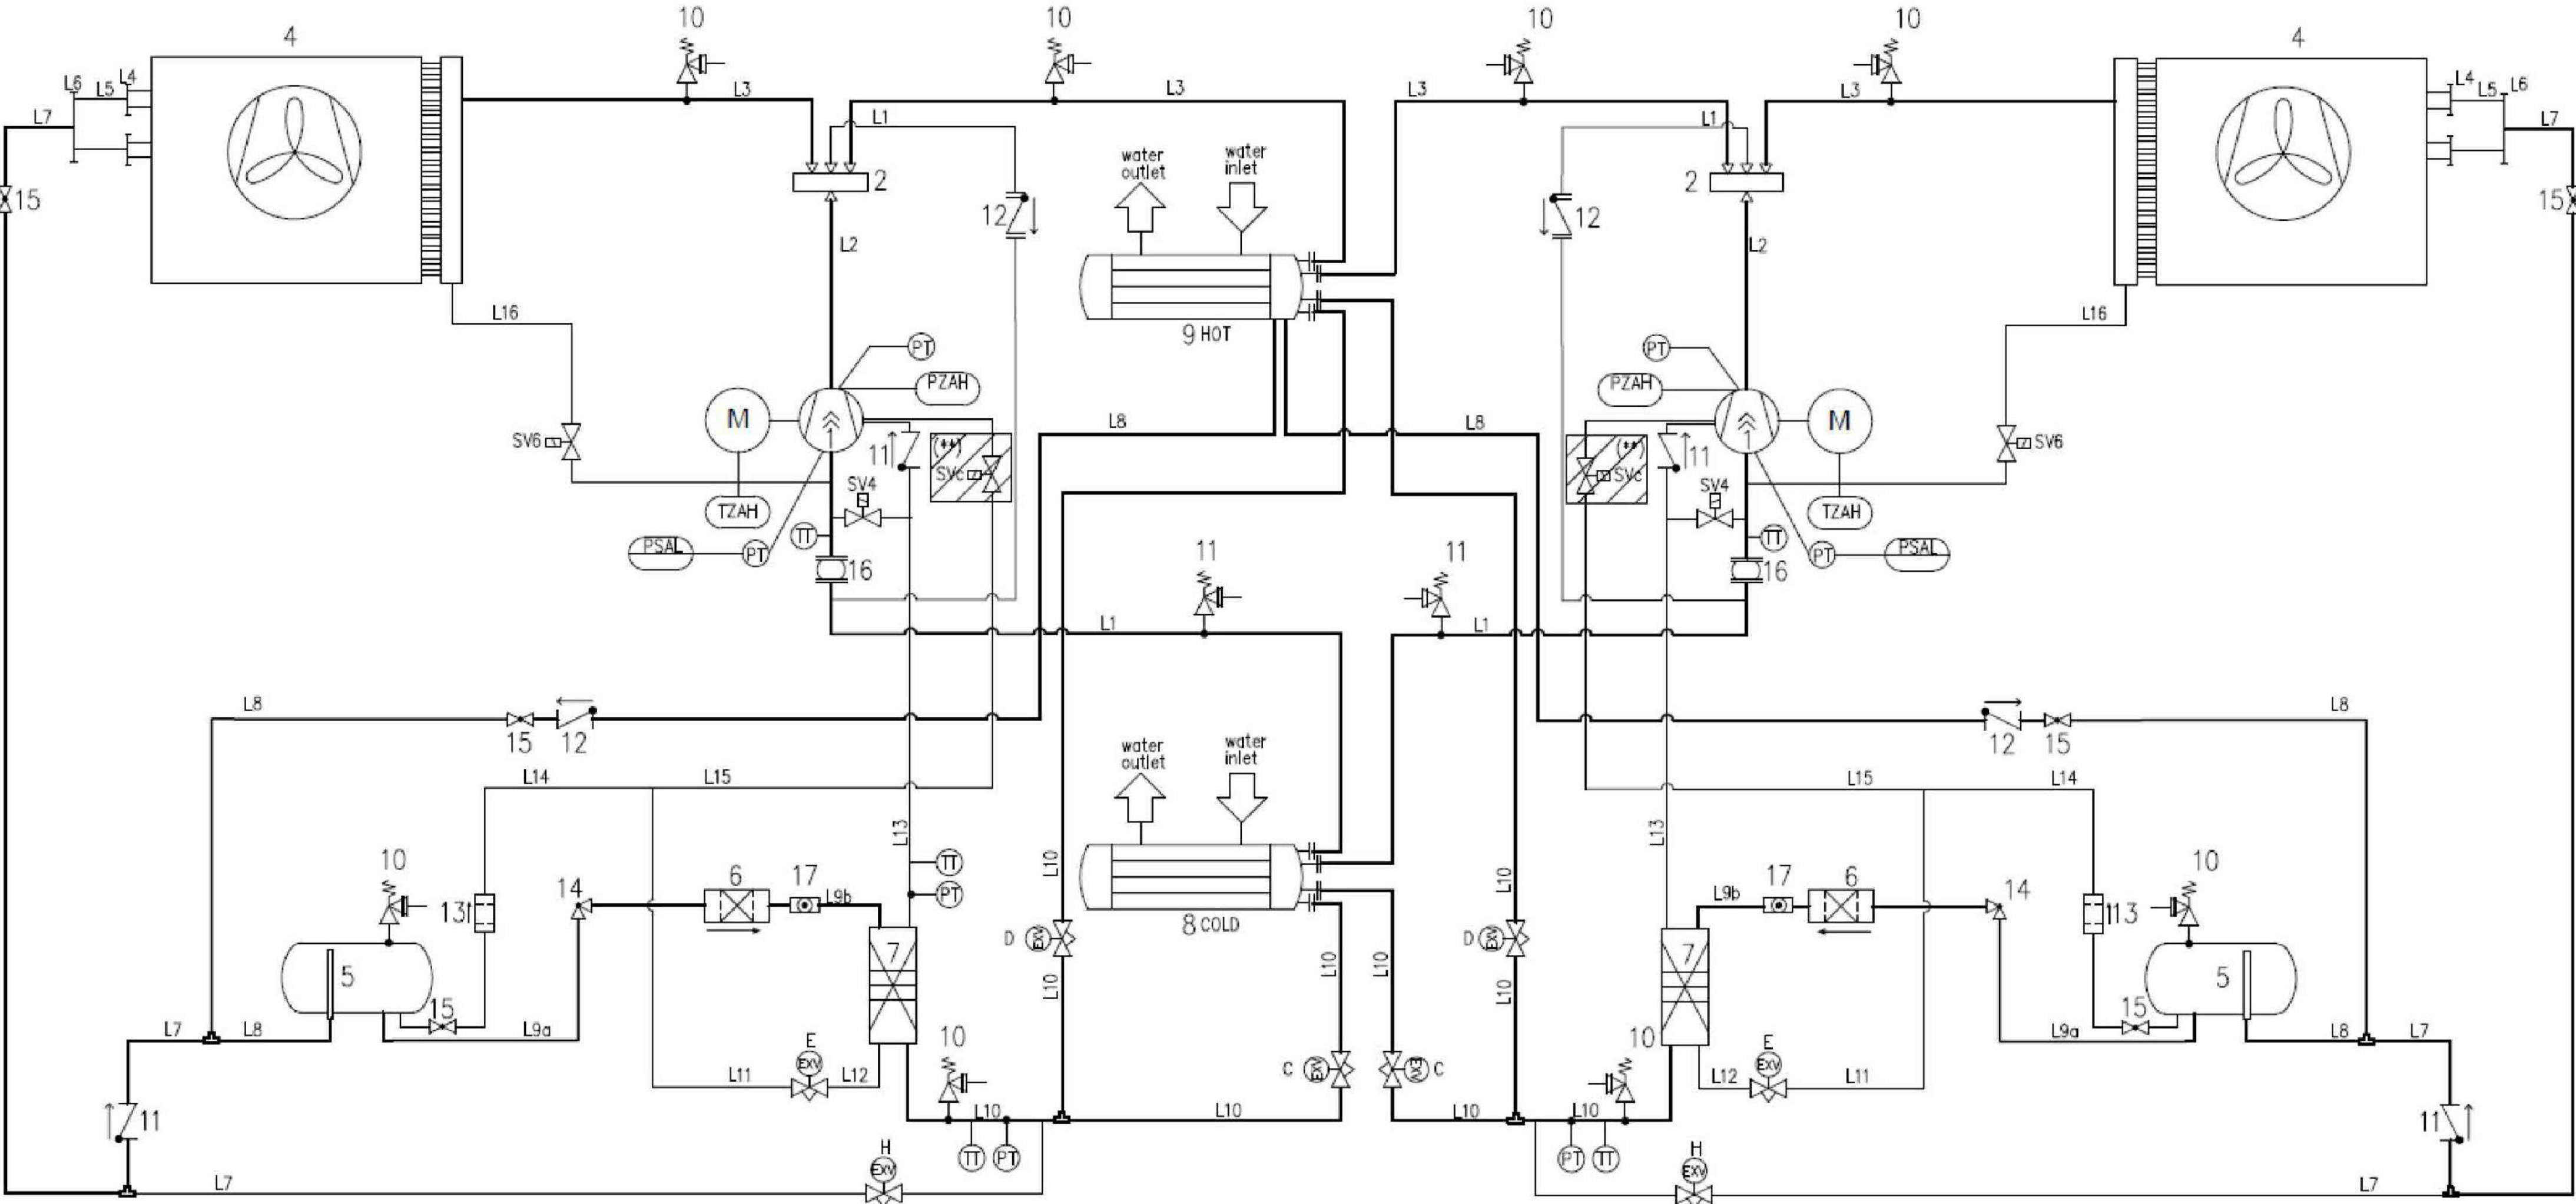 10 10 10 10
4 4
L6 L5 L4 L3 L3 L3 L3 L4 L5 L6
L7 L1 L1 L7
water outlet water inlet
15 2 2 15
12 12
L2 L2
L16 9 HOT L16
PT PT
PZAH PZAH
M M
L8 L8
SV6 11 (**) (**) 11 SV6
SVc SVc
SV4 SV4
TZAH TZAH
TT TT
PSAL PT PT PSAL
16 11 11 16
L1 L1
L8 L8
15 12 12 15
water outlet water inlet
L14 L15 L15 L14
L13 L13
10 TT L10 L10 10
14 6 17 17 6 14
13 L9b PT L9b 13
8 COLD
D EXV D EXV
7 7
5 L10 L10 L10 L10 5
15 15
L7 L8 L9a L9a L8 L7
E 10 10 E
EXV C EXV EXV C EXV
L11 L12 L12 L11
11 L10 L10 L10 L10 11
TT PT PT TT
H H
L7 EXV EXV L7